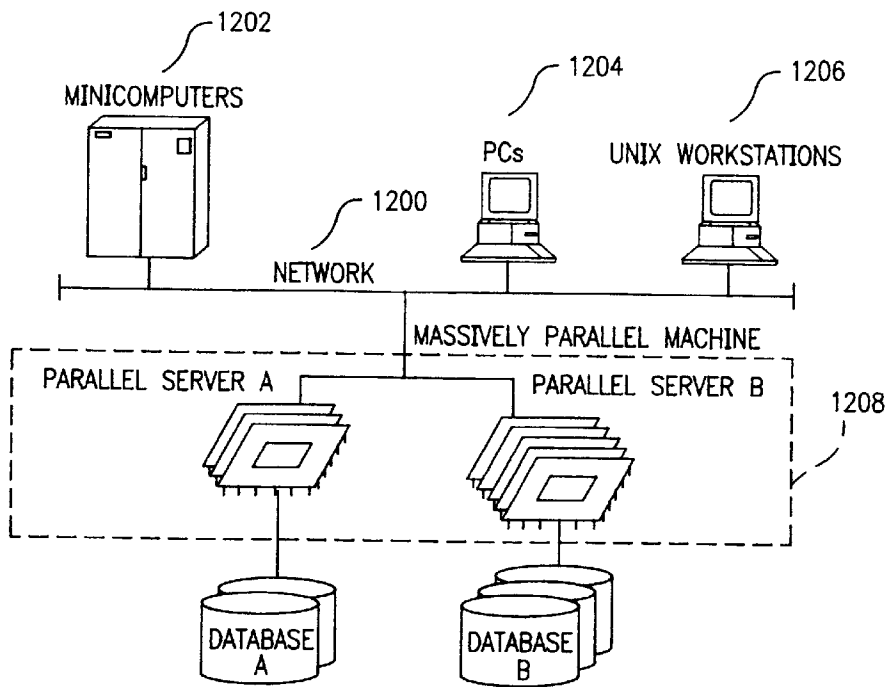 1202
MINICOMPUTERS
1204
PCs
1206
UNIX WORKSTATIONS
1200
NETWORK
MASSIVELY PARALLEL MACHINE
PARALLEL SERVER A
PARALLEL SERVER B
1208
DATABASE
A
DATABASE
B